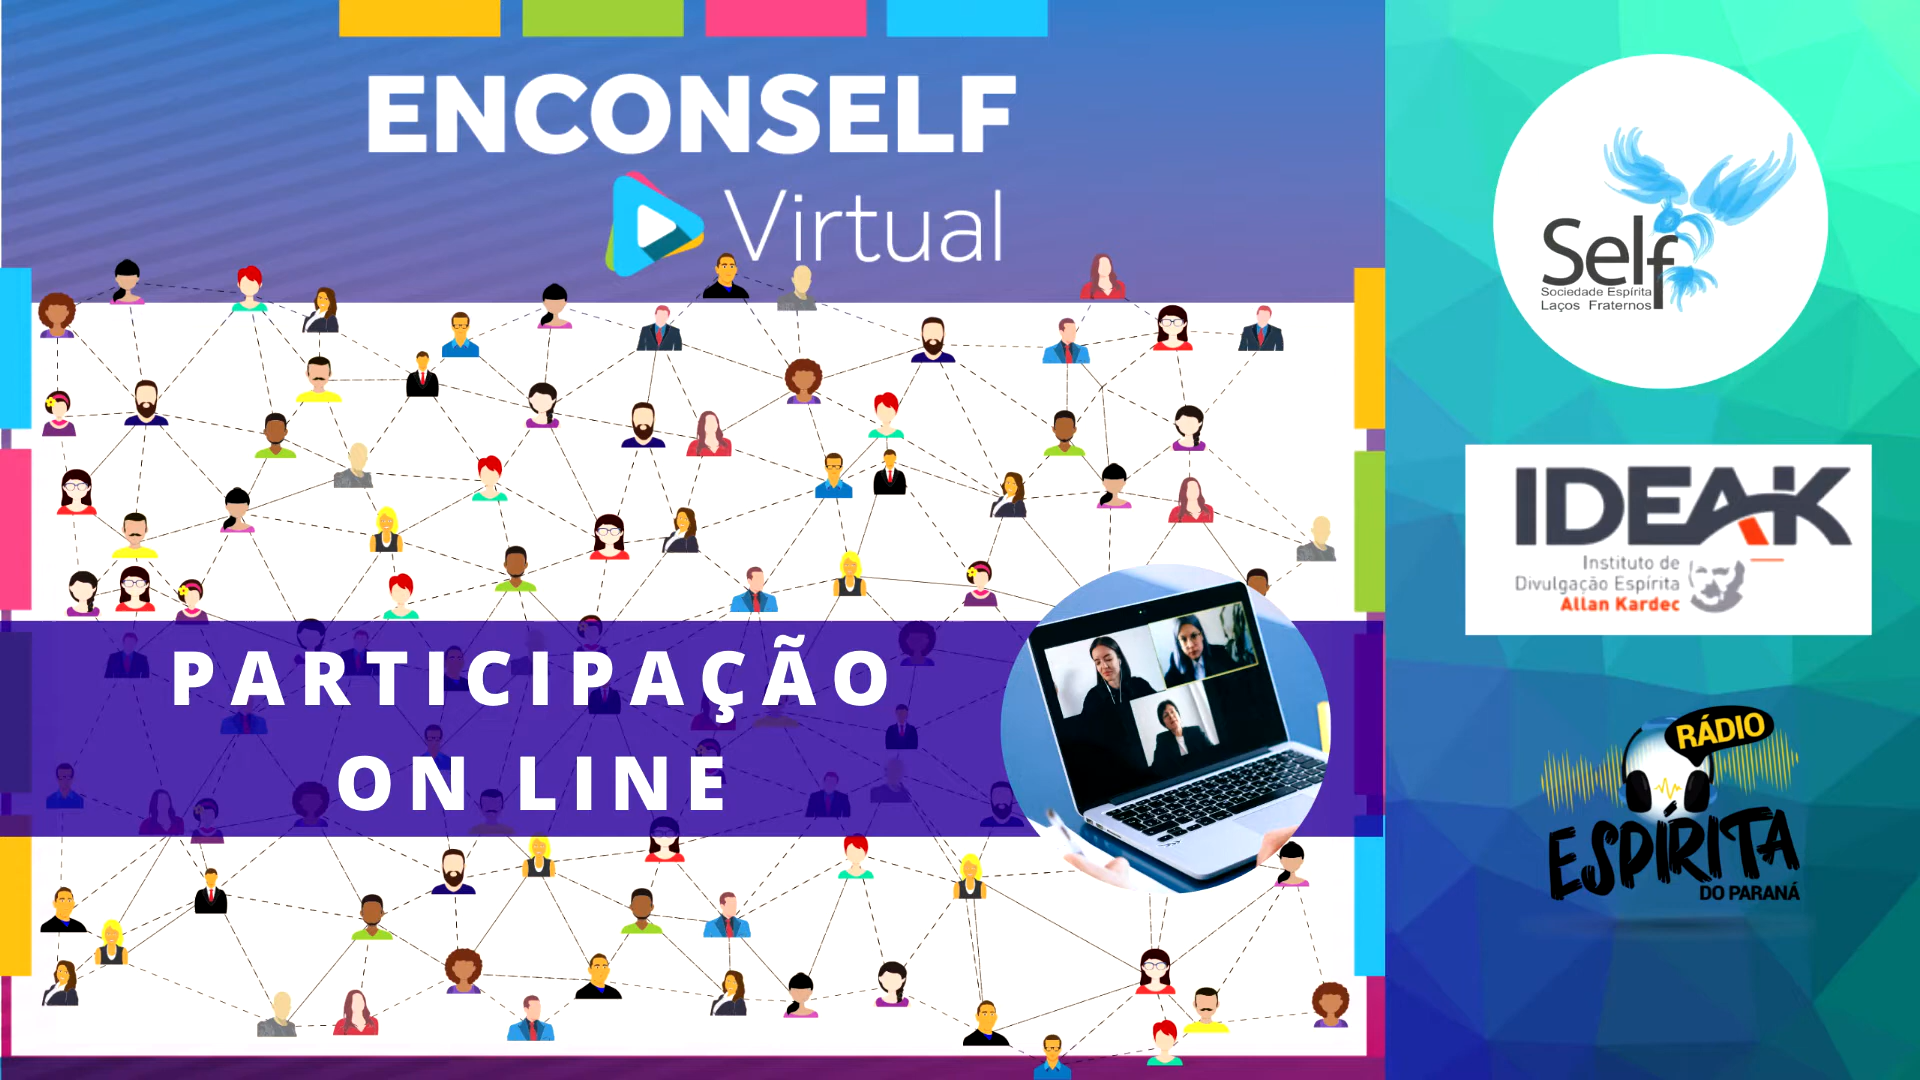 ENCONSELF
Virtual
PARTICIPAÇÃO
ON LINE
Self
Sociedade Espírita
Laços Fraternos
IDEAK
Instituto de
Divulgação Espírita
Allan Kardec
RÁDIO
ESPÍRITA
DO PARANÁ